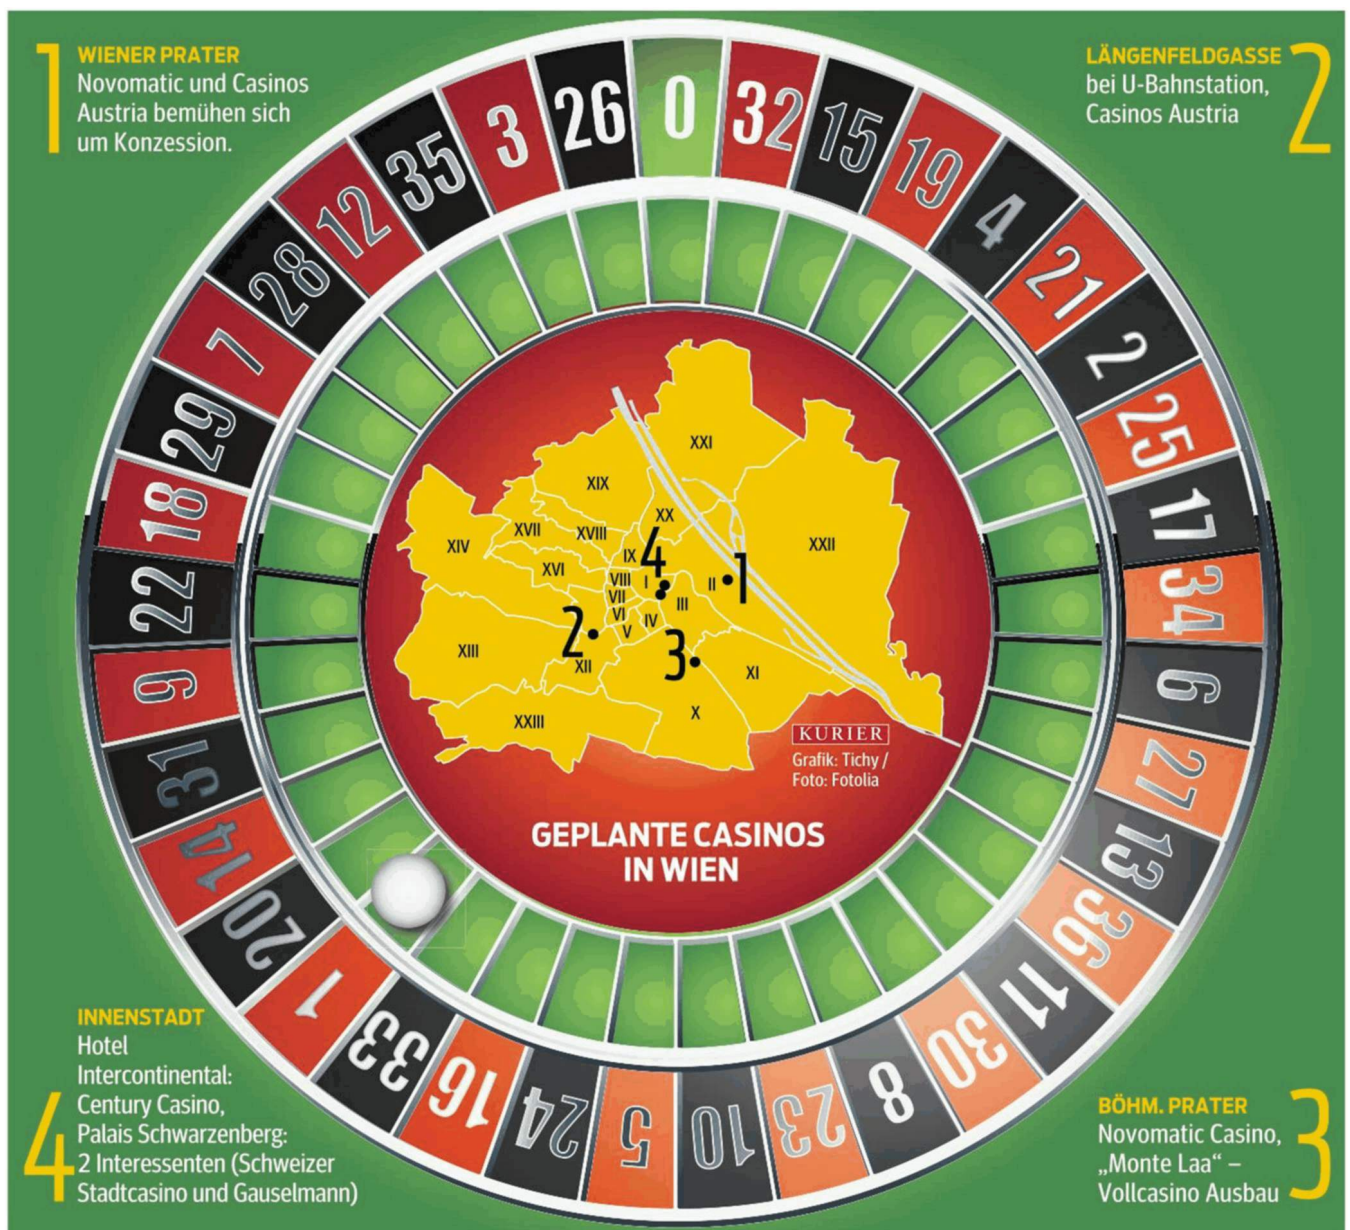 1
WIENER PRATER
Novomatic und Casinos
Austria bemühen sich
um Konzession.
2
LÄNGENFELDGASSE
bei U-Bahnstation,
Casinos Austria
0
32
15
19
4
21
2
25
17
34
6
27
13
36
11
30
8
23
10
5
24
16
33
1
20
14
31
9
22
18
29
7
28
12
35
3
26
XXI
XIX
XX
XVII
XVIII
XIV
XXII
IX
4
XVI
VIII
I
II
1
VII
III
VI
IV
2
V
3
XIII
XII
XI
X
XXIII
KURIER
Grafik: Tichy /
Foto: Fotolia
GEPLANTE CASINOS
IN WIEN
4
INNENSTADT
Hotel
Intercontinental:
Century Casino,
Palais Schwarzenberg:
2 Interessenten (Schweizer
Stadtcasino und Gauselmann)
3
BÖHM. PRATER
Novomatic Casino,
„Monte Laa“ –
Vollcasino Ausbau